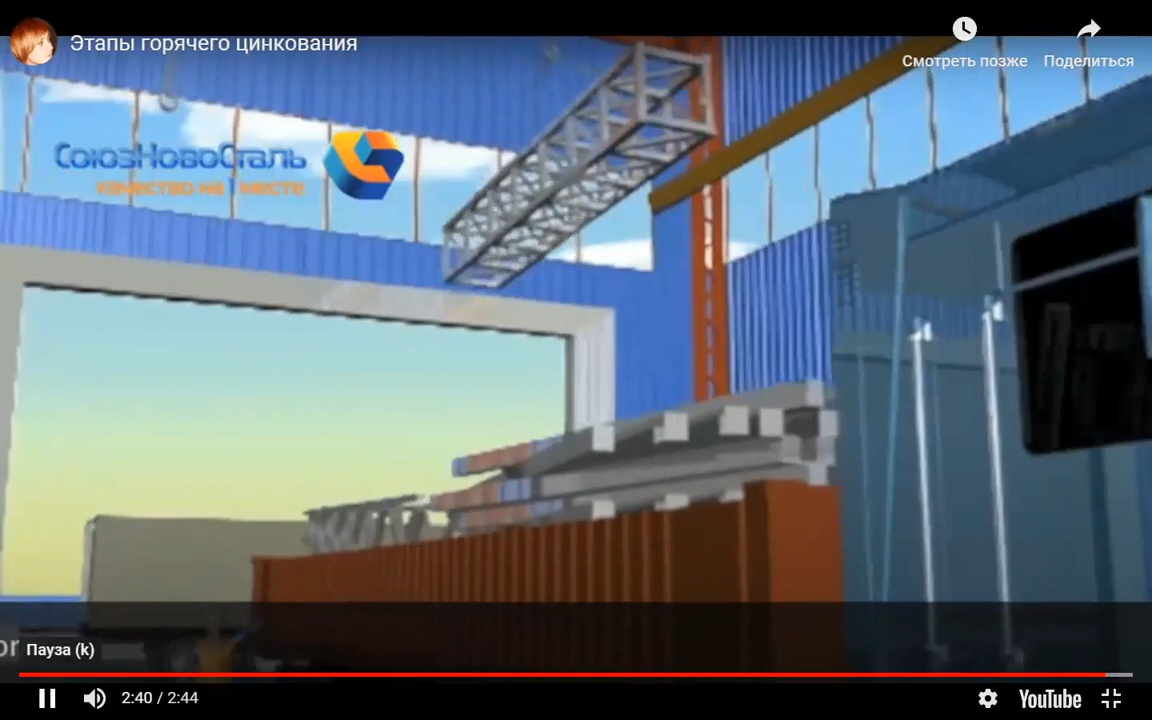 Этапы горячего цинкования
Смотреть позже
Поделиться
СоюзНовоСталь
качество на 1 месте
Пауза (k)
2:40 / 2:44
YouTube